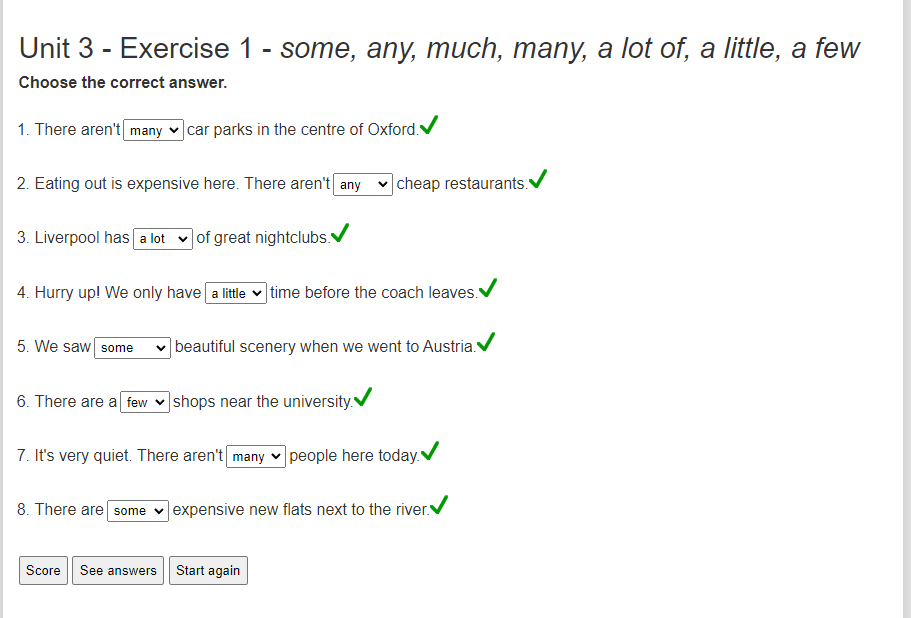 Unit 3 - Exercise 1 - some, any, much, many, a lot of, a little, a few
Choose the correct answer.
1. There aren't many car parks in the centre of Oxford.
2. Eating out is expensive here. There aren't any cheap restaurants.
3. Liverpool has a lot of great nightclubs.
4. Hurry up! We only have a little time before the coach leaves.
5. We saw some beautiful scenery when we went to Austria.
6. There are a few shops near the university.
7. It's very quiet. There aren't many people here today.
8. There are some expensive new flats next to the river.
Score See answers Start again